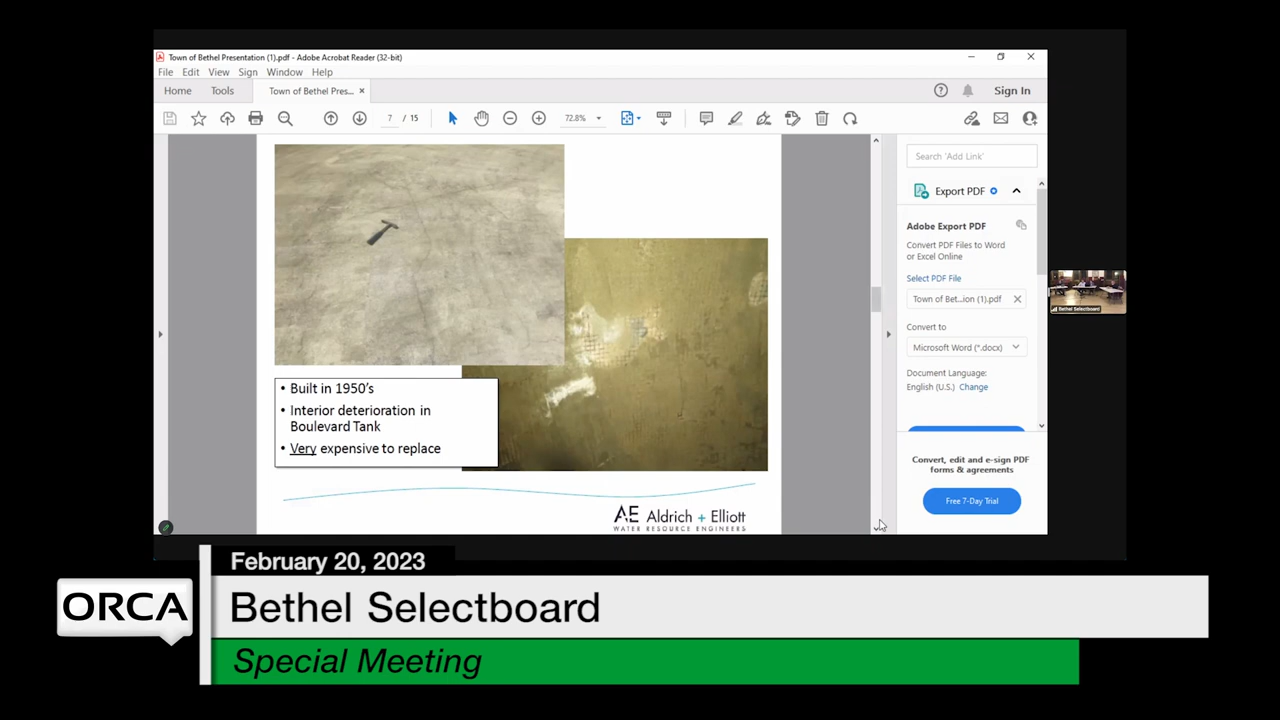 Town of Bethel Presentation (1).pdf - Adobe Acrobat Reader (32-bit)
File Edit View Sign Window Help
Home Tools Town of Bethel Pres... × Sign In
7 / 15 72.8%
Search 'Add Link'
Export PDF
Adobe Export PDF
Convert PDF Files to Word
or Excel Online
Select PDF File
Town of Bet...ion (1).pdf
Convert to
Microsoft Word (*.docx)
Document Language:
English (U.S.) Change
Convert, edit and e-sign PDF
forms & agreements
Free 7-Day Trial
• Built in 1950's
• Interior deterioration in
Boulevard Tank
• Very expensive to replace
AE Aldrich + Elliott
WATER RESOURCE ENGINEERS
Bethel Selectboard
February 20, 2023
ORCA
Bethel Selectboard
Special Meeting